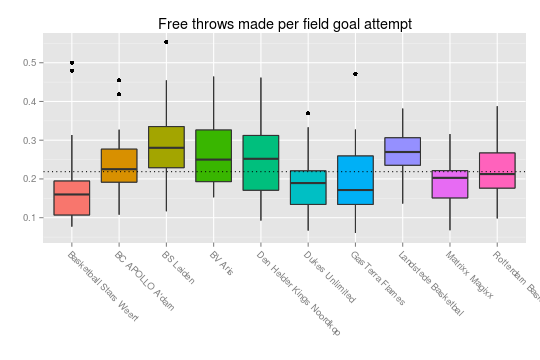 Free throws made per field goal attempt
0.5
0.4
0.3
0.2
0.1
Basketball Stars Weert
BC APOLLO A'dam
BS Leiden
BV Aris
Den Helder Kings Noordkop
Dukes Unlimited
GasTerra Flames
Landstede Basketbal
Matrixx Magixx
Rotterdam Bas